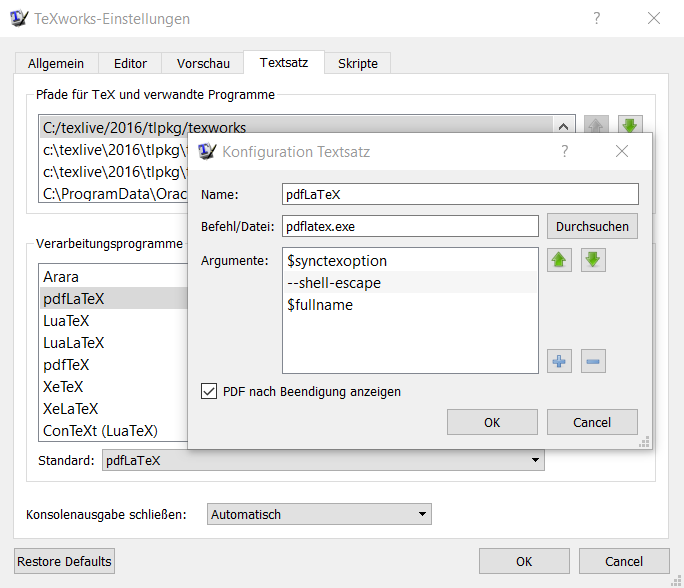 TeXworks-Einstellungen
?
Allgemein
Editor
Vorschau
Textsatz
Skripte
Pfade für TeX und verwandte Programme
C:/texlive/2016/tlpkg/texworks
c:\texlive\2016\tlpkg\
c:\texlive\2016\tlpkg\
C:\ProgramData\Orac
Verarbeitungsprogramme
Arara
pdfLaTeX
LuaTeX
LuaLaTeX
pdfTeX
XeTeX
XeLaTeX
ConTeXt (LuaTeX)
Konfiguration Textsatz
?
Name:
pdfLaTeX
Befehl/Datei:
pdflatex.exe
Durchsuchen
Argumente:
$synctexoption
--shell-escape
$fullname
PDF nach Beendigung anzeigen
OK
Cancel
Standard:
pdfLaTeX
Konsolenausgabe schließen:
Automatisch
Restore Defaults
OK
Cancel